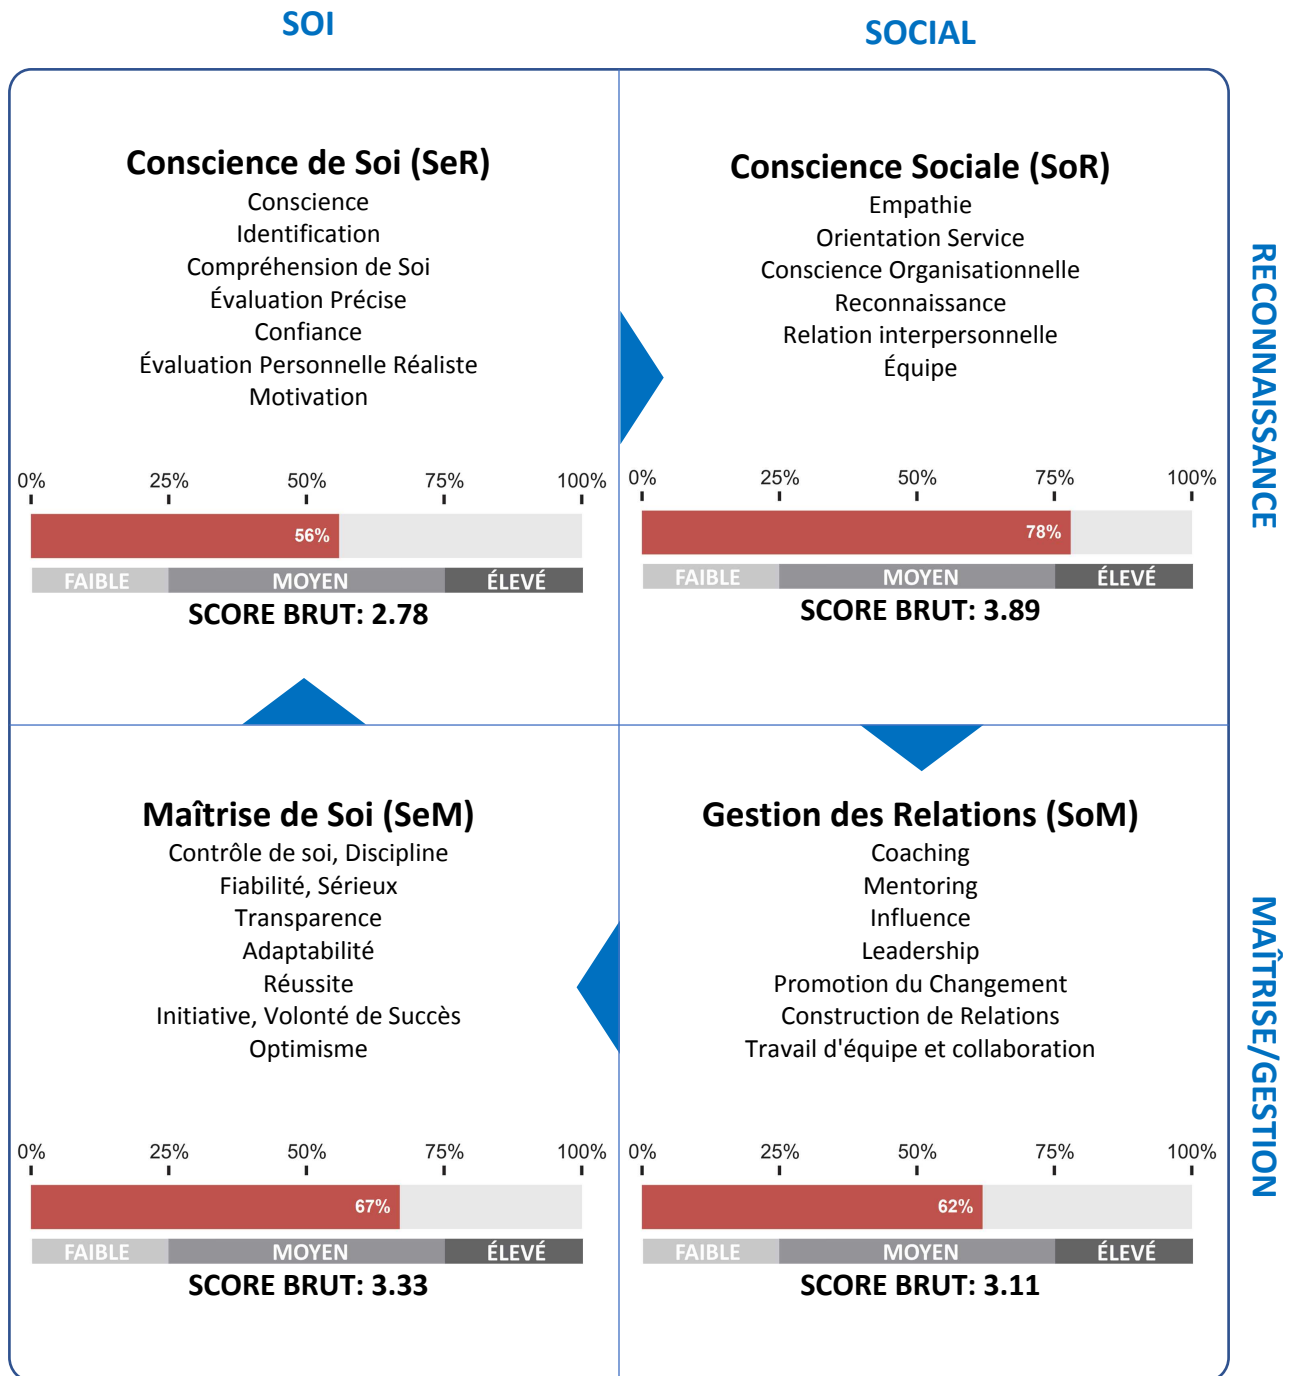 SOI
SOCIAL
Conscience de Soi (SeR)
Conscience
Identification
Compréhension de Soi
Évaluation Précise
Confiance
Évaluation Personnelle Réaliste
Motivation
0% 25% 50% 75% 100%
56%
FAIBLE MOYEN ÉLEVÉ
SCORE BRUT: 2.78
Conscience Sociale (SoR)
Empathie
Orientation Service
Conscience Organisationnelle
Reconnaissance
Relation interpersonnelle
Équipe
0% 25% 50% 75% 100%
78%
FAIBLE MOYEN ÉLEVÉ
SCORE BRUT: 3.89
RECONNAISSANCE
Maîtrise de Soi (SeM)
Contrôle de soi, Discipline
Fiabilité, Sérieux
Transparence
Adaptabilité
Réussite
Initiative, Volonté de Succès
Optimisme
0% 25% 50% 75% 100%
67%
FAIBLE MOYEN ÉLEVÉ
SCORE BRUT: 3.33
Gestion des Relations (SoM)
Coaching
Mentoring
Influence
Leadership
Promotion du Changement
Construction de Relations
Travail d'équipe et collaboration
0% 25% 50% 75% 100%
62%
FAIBLE MOYEN ÉLEVÉ
SCORE BRUT: 3.11
MAÎTRISE/GESTION